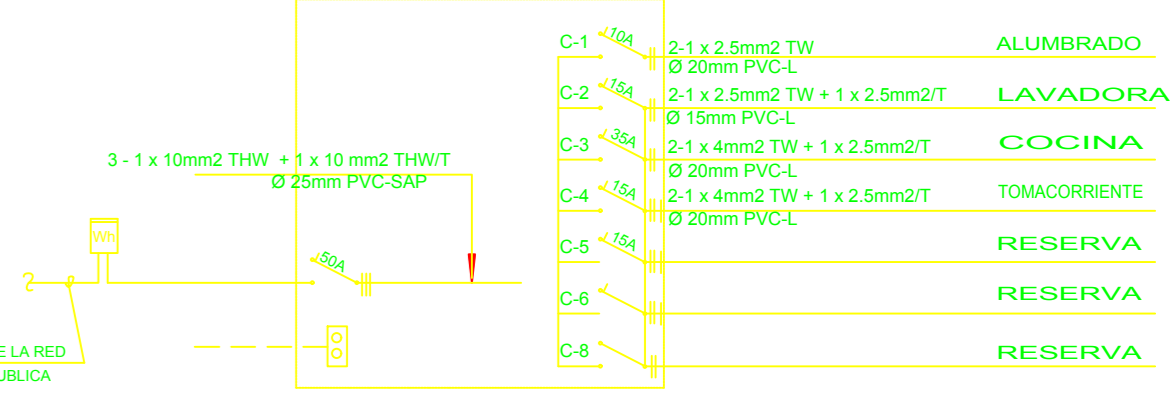 C-1 10A 2-1 x 2.5mm2 TW ALUMBRADO
Ø 20mm PVC-L
C-2 15A 2-1 x 2.5mm2 TW + 1 x 2.5mm2/T LAVADORA
Ø 15mm PVC-L
C-3 35A 2-1 x 4mm2 TW + 1 x 2.5mm2/T COCINA
Ø 20mm PVC-L
C-4 15A 2-1 x 4mm2 TW + 1 x 2.5mm2/T TOMACORRIENTE
Ø 20mm PVC-L
C-5 15A RESERVA
C-6 RESERVA
C-8 RESERVA
3 - 1 x 10mm2 THW + 1 x 10 mm2 THW/T
Ø 25mm PVC-SAP
Wh
50A
E LA RED
UBLICA